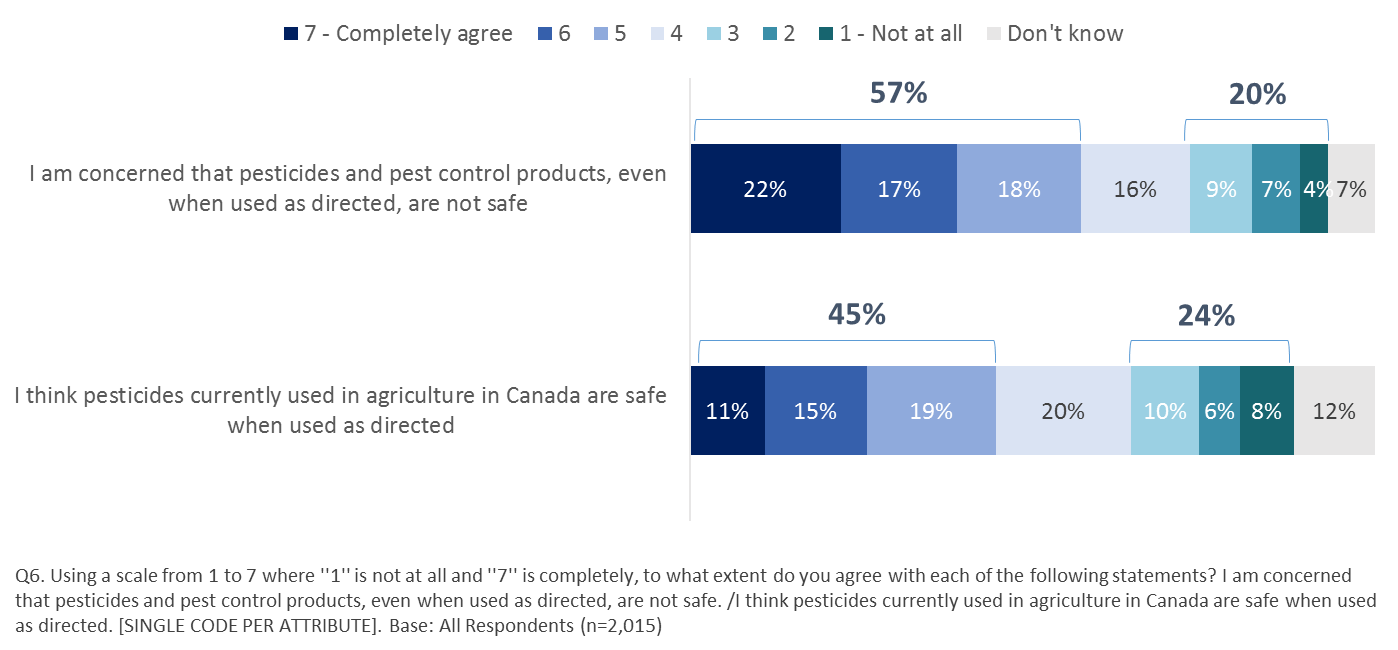 7 - Completely agree 6 5 4 3 2 1 - Not at all Don't know
57% 20%
I am concerned that pesticides and pest control products, even
when used as directed, are not safe
22% 17% 18% 16% 9% 7% 4% 7%
45% 24%
I think pesticides currently used in agriculture in Canada are safe
when used as directed
11% 15% 19% 20% 10% 6% 8% 12%
Q6. Using a scale from 1 to 7 where ''1'' is not at all and ''7'' is completely, to what extent do you agree with each of the following statements? I am concerned
that pesticides and pest control products, even when used as directed, are not safe. /I think pesticides currently used in agriculture in Canada are safe when used
as directed. [SINGLE CODE PER ATTRIBUTE]. Base: All Respondents (n=2,015)